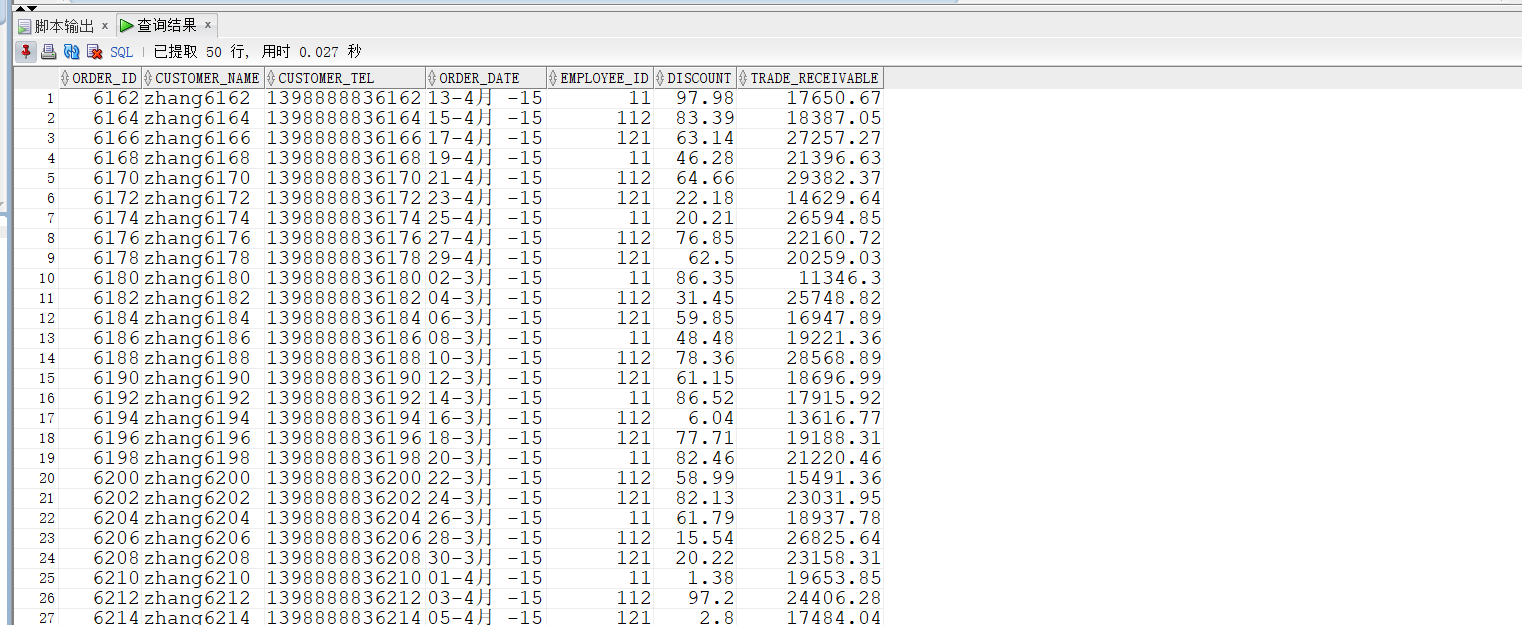 脚本输出 × 查询结果 ×
SQL | 已提取 50 行, 用时 0.027 秒
ORDER_ID CUSTOMER_NAME CUSTOMER_TEL ORDER_DATE EMPLOYEE_ID DISCOUNT TRADE_RECEIVABLE
1 6162 zhang6162 1398888836162 13-4月 -15 11 97.98 17650.67
2 6164 zhang6164 1398888836164 15-4月 -15 112 83.39 18387.05
3 6166 zhang6166 1398888836166 17-4月 -15 121 63.14 27257.27
4 6168 zhang6168 1398888836168 19-4月 -15 11 46.28 21396.63
5 6170 zhang6170 1398888836170 21-4月 -15 112 64.66 29382.37
6 6172 zhang6172 1398888836172 23-4月 -15 121 22.18 14629.64
7 6174 zhang6174 1398888836174 25-4月 -15 11 20.21 26594.85
8 6176 zhang6176 1398888836176 27-4月 -15 112 76.85 22160.72
9 6178 zhang6178 1398888836178 29-4月 -15 121 62.5 20259.03
10 6180 zhang6180 1398888836180 02-3月 -15 11 86.35 11346.3
11 6182 zhang6182 1398888836182 04-3月 -15 112 31.45 25748.82
12 6184 zhang6184 1398888836184 06-3月 -15 121 59.85 16947.89
13 6186 zhang6186 1398888836186 08-3月 -15 11 48.48 19221.36
14 6188 zhang6188 1398888836188 10-3月 -15 112 78.36 28568.89
15 6190 zhang6190 1398888836190 12-3月 -15 121 61.15 18696.99
16 6192 zhang6192 1398888836192 14-3月 -15 11 86.52 17915.92
17 6194 zhang6194 1398888836194 16-3月 -15 112 6.04 13616.77
18 6196 zhang6196 1398888836196 18-3月 -15 121 77.71 19188.31
19 6198 zhang6198 1398888836198 20-3月 -15 11 82.46 21220.46
20 6200 zhang6200 1398888836200 22-3月 -15 112 58.99 15491.36
21 6202 zhang6202 1398888836202 24-3月 -15 121 82.13 23031.95
22 6204 zhang6204 1398888836204 26-3月 -15 11 61.79 18937.78
23 6206 zhang6206 1398888836206 28-3月 -15 112 15.54 26825.64
24 6208 zhang6208 1398888836208 30-3月 -15 121 20.22 23158.31
25 6210 zhang6210 1398888836210 01-4月 -15 11 1.38 19653.85
26 6212 zhang6212 1398888836212 03-4月 -15 112 97.2 24406.28
27 6214 zhang6214 1398888836214 05-4月 -15 121 2.8 17484.04